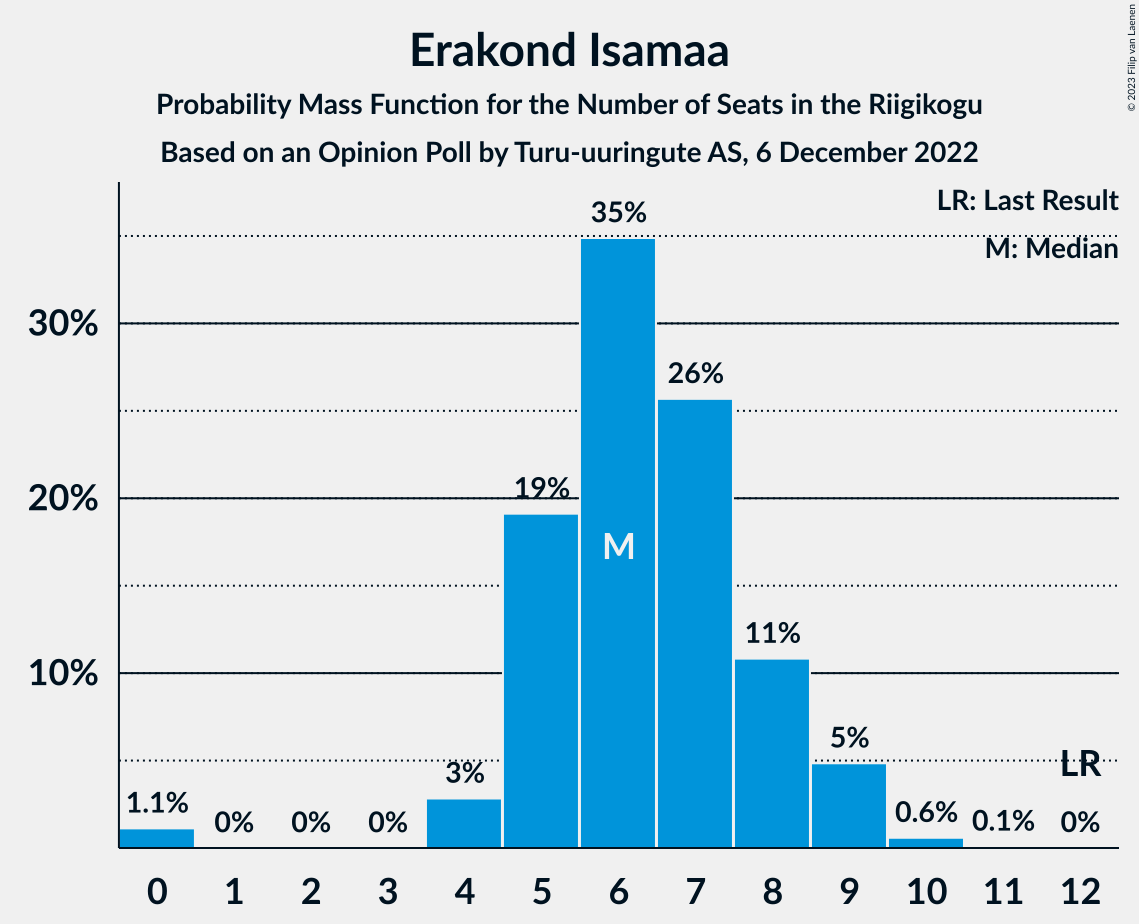 Erakond Isamaa
Probability Mass Function for the Number of Seats in the Riigikogu
Based on an Opinion Poll by Turu-uuringute AS, 6 December 2022
© 2023 Filip van Laenen
LR: Last Result
M: Median
35%
30%
26%
20%
19%
M
11%
10%
5%
LR
3%
1.1%
0%
0%
0%
0.6%
0.1%
0%
0 1 2 3 4 5 6 7 8 9 10 11 12